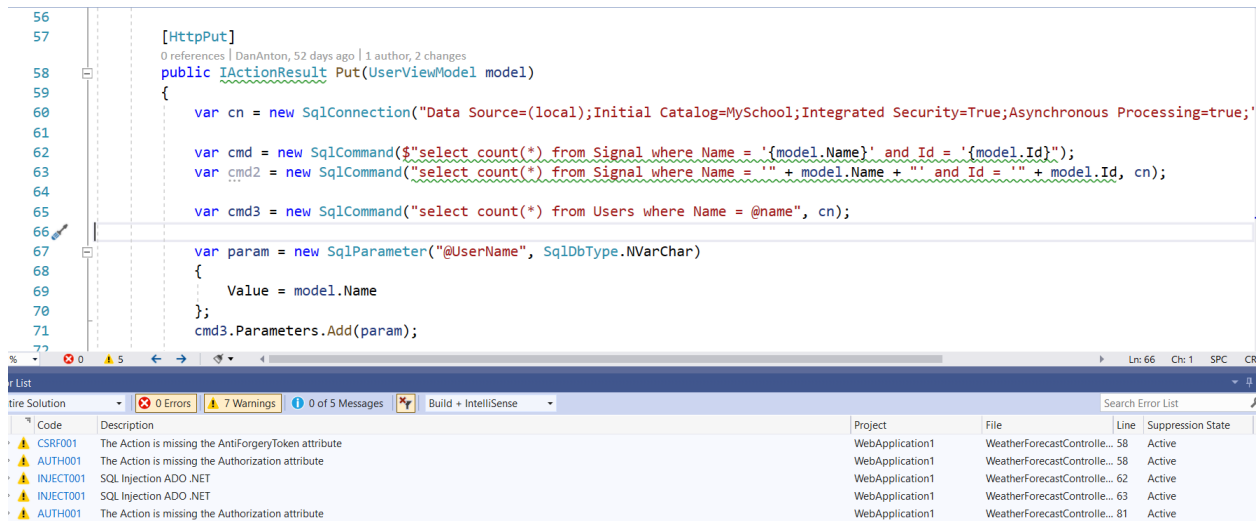 56
57 [HttpPut]
0 references | DanAnton, 52 days ago | 1 author, 2 changes
58 public IActionResult Put(UserViewModel model)
59 {
60 var cn = new SqlConnection("Data Source=(local);Initial Catalog=MySchool;Integrated Security=True;Asynchronous Processing=true;"
61
62 var cmd = new SqlCommand($"select count(*) from Signal where Name = '{model.Name}' and Id = '{model.Id}");
63 var cmd2 = new SqlCommand("select count(*) from Signal where Name = '" + model.Name + "' and Id = '" + model.Id, cn);
64
65 var cmd3 = new SqlCommand("select count(*) from Users where Name = @name", cn);
66
67 var param = new SqlParameter("@UserName", SqlDbType.NVarChar)
68 {
69 Value = model.Name
70 };
71 cmd3.Parameters.Add(param);
72
% 0 5 Ln: 66 Ch: 1 SPC CR
or List
tire Solution 0 Errors 7 Warnings 0 of 5 Messages Build + IntelliSense Search Error List
Code Description Project File Line Suppression State
CSRF001 The Action is missing the AntiForgeryToken attribute WebApplication1 WeatherForecastControlle... 58 Active
AUTH001 The Action is missing the Authorization attribute WebApplication1 WeatherForecastControlle... 58 Active
INJECT001 SQL Injection ADO .NET WebApplication1 WeatherForecastControlle... 62 Active
INJECT001 SQL Injection ADO .NET WebApplication1 WeatherForecastControlle... 63 Active
AUTH001 The Action is missing the Authorization attribute WebApplication1 WeatherForecastControlle... 81 Active